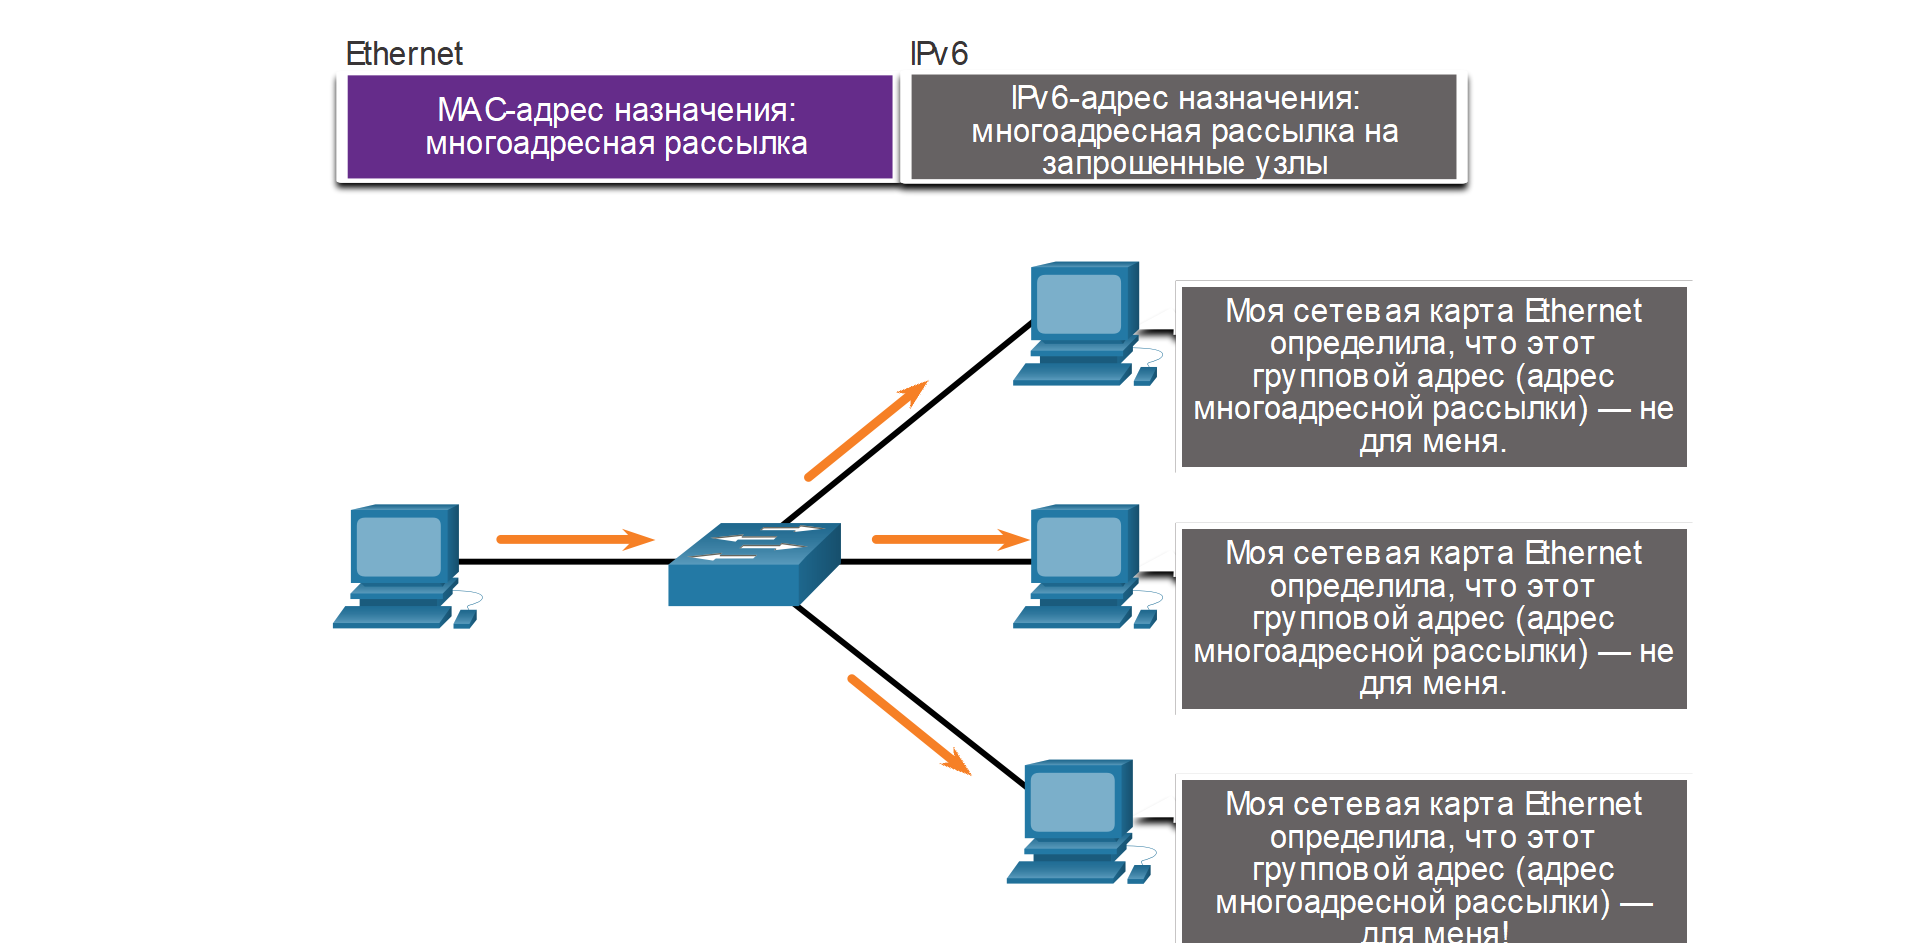 Ethernet
IPv6
MAC-адрес назначения:
многоадресная рассылка
IPv6-адрес назначения:
многоадресная рассылка на
запрошенные узлы
Моя сетевая карта Ethernet
определила, что этот
групповой адрес (адрес
многоадресной рассылки) — не
для меня.
Моя сетевая карта Ethernet
определила, что этот
групповой адрес (адрес
многоадресной рассылки) — не
для меня.
Моя сетевая карта Ethernet
определила, что этот
групповой адрес (адрес
многоадресной рассылки) —
для меня!